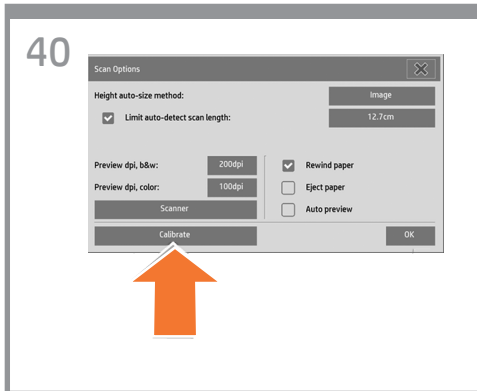 40
Scan Options
Height auto-size method: Image
Limit auto-detect scan length: 12.7cm
Preview dpi, b&w: 200dpi
Preview dpi, color: 100dpi
Scanner
Calibrate
Rewind paper
Eject paper
Auto preview
OK